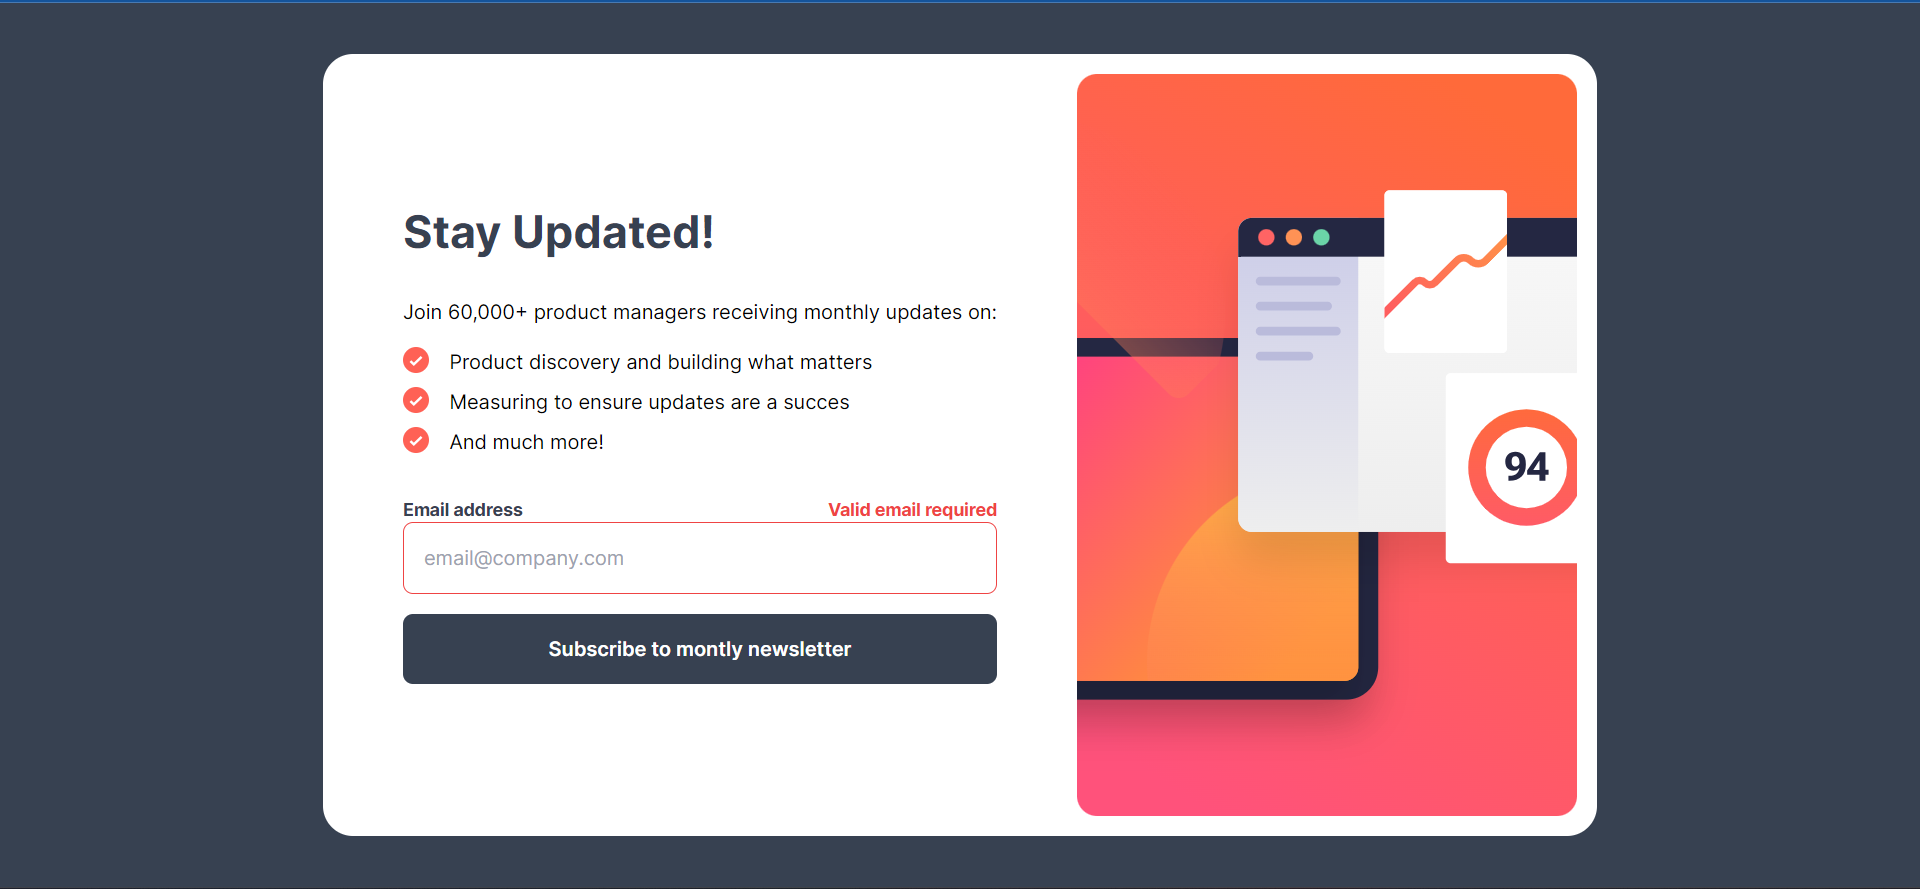 Stay Updated!
Join 60,000+ product managers receiving monthly updates on:
Product discovery and building what matters
Measuring to ensure updates are a succes
And much more!
Email address
Valid email required
email@company.com
Subscribe to montly newsletter
94